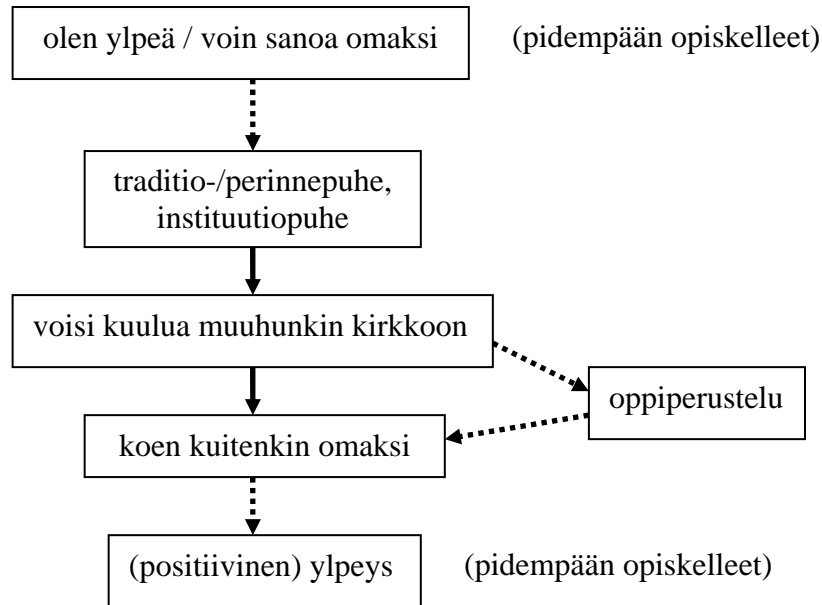 olen ylpeä / voin sanoa omaksi
(pidempään opiskelleet)
traditio-/perinnepuhe,
instituutiopuhe
voisi kuulua muuhunkin kirkkoon
oppiperustelu
koen kuitenkin omaksi
(positiivinen) ylpeys
(pidempään opiskelleet)